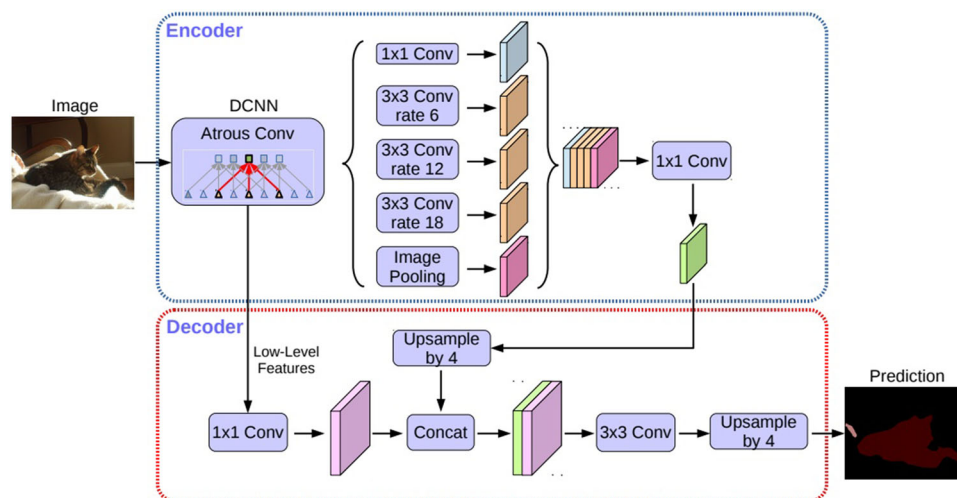 Encoder
Image
DCNN
Atrous Conv
1x1 Conv
3x3 Conv
rate 6
3x3 Conv
rate 12
3x3 Conv
rate 18
Image
Pooling
1x1 Conv
Decoder
Low-Level
Features
Upsample
by 4
1x1 Conv
Concat
3x3 Conv
Upsample
by 4
Prediction